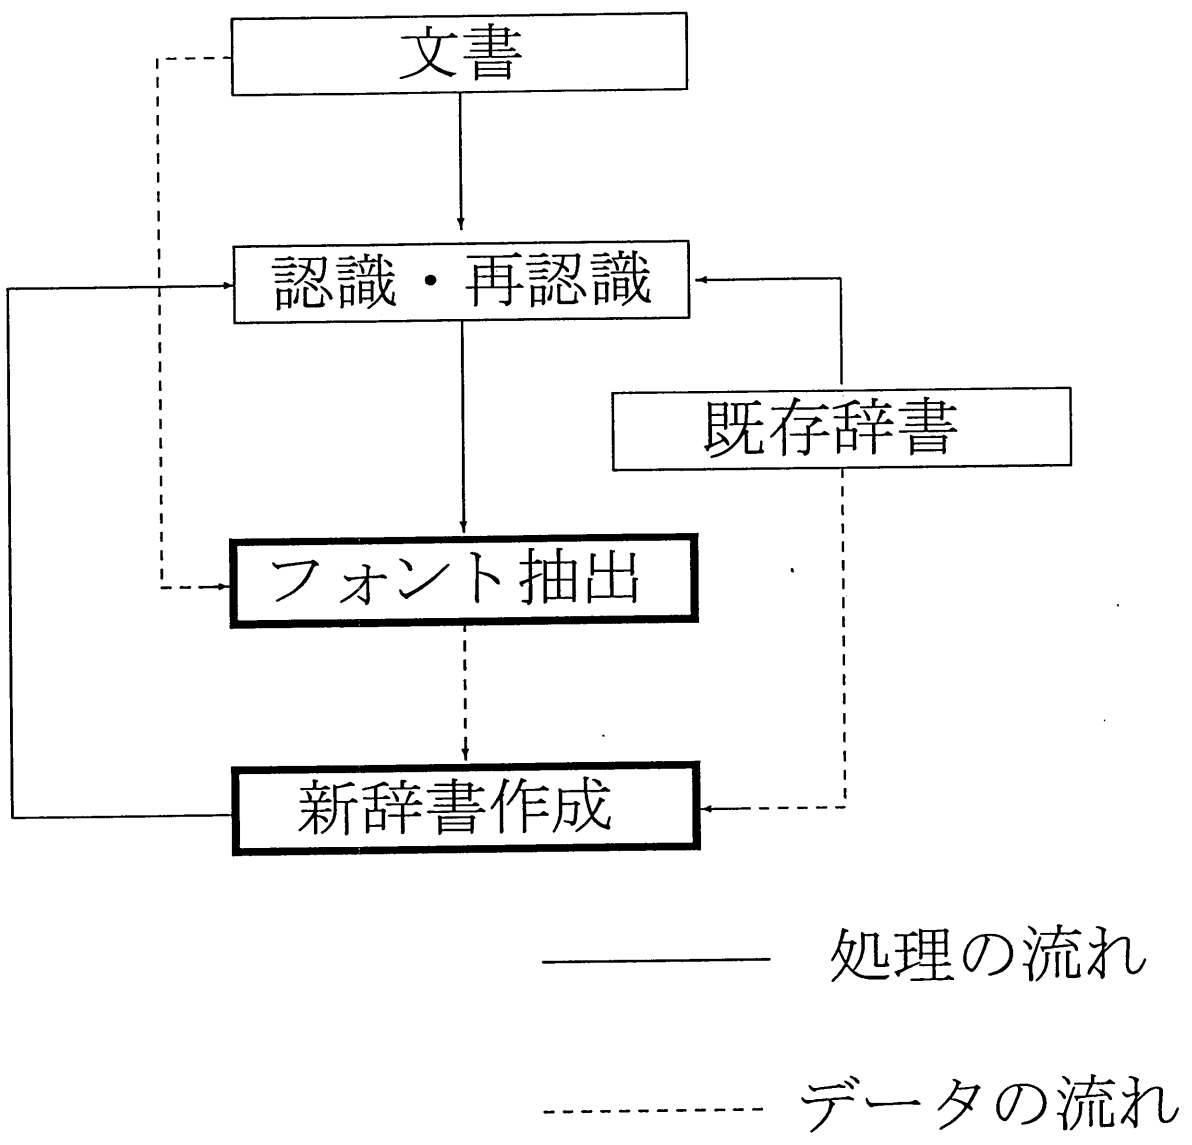 文書
認識・再認識
既存辞書
フォント抽出
新辞書作成
処理の流れ
データの流れ